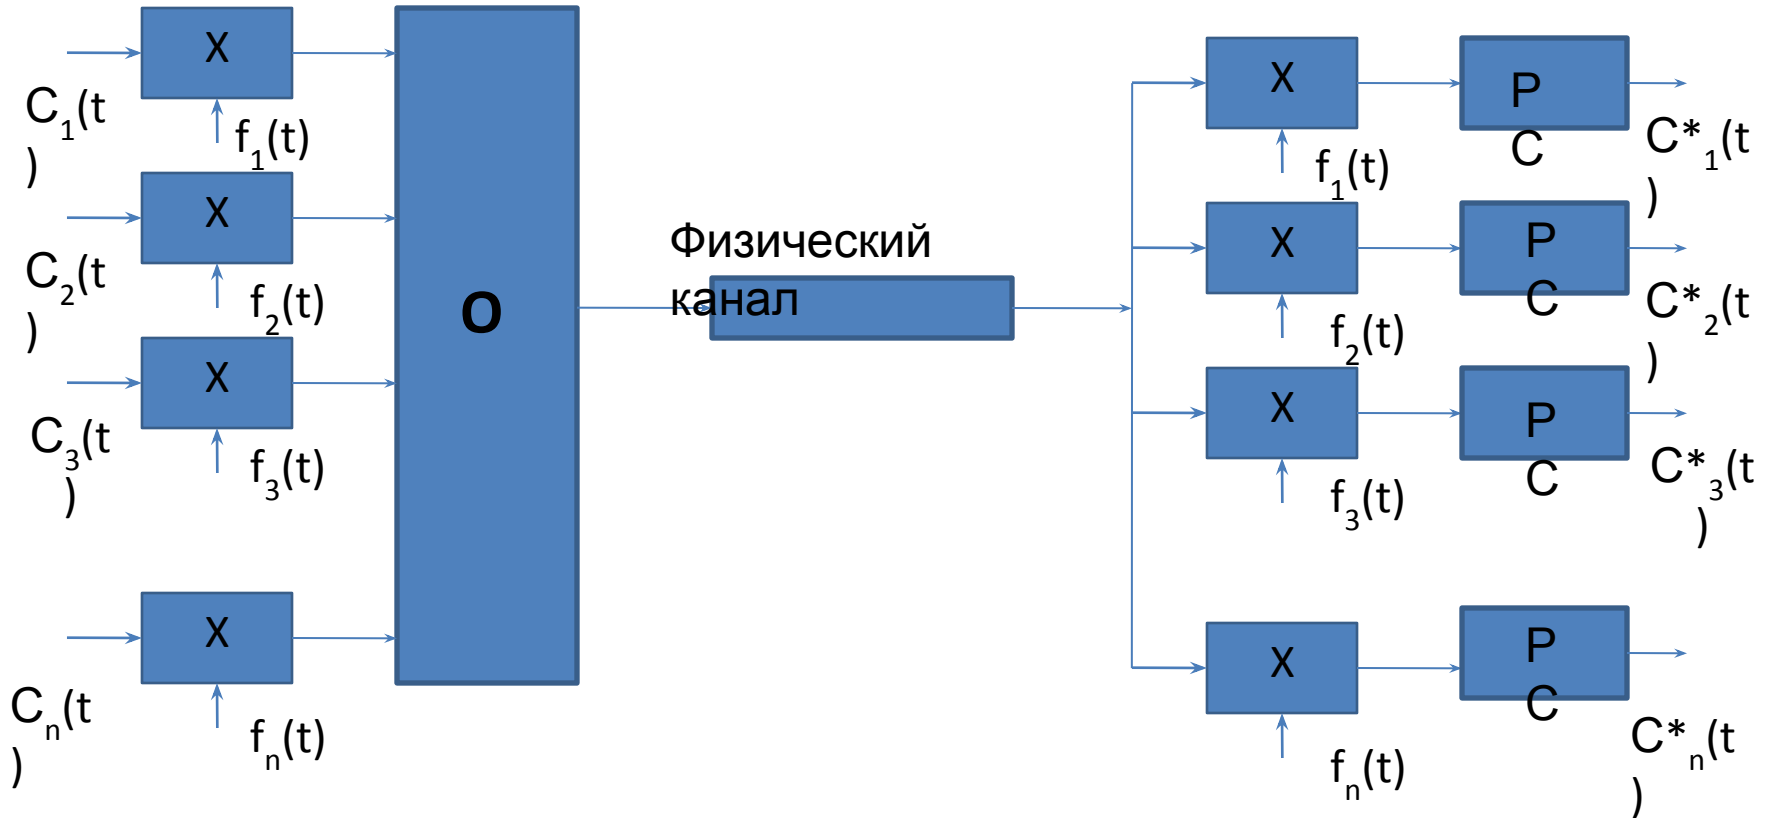 X
C₁(t
)
f₁(t)
X
C₂(t
)
f₂(t)
X
C₃(t
)
f₃(t)
X
Cₙ(t
)
fₙ(t)
О
Физический
канал
X
f₁(t)
Р
С
C*₁(t
)
X
f₂(t)
Р
С
C*₂(t
)
X
f₃(t)
Р
С
C*₃(t
)
X
fₙ(t)
Р
С
C*ₙ(t
)